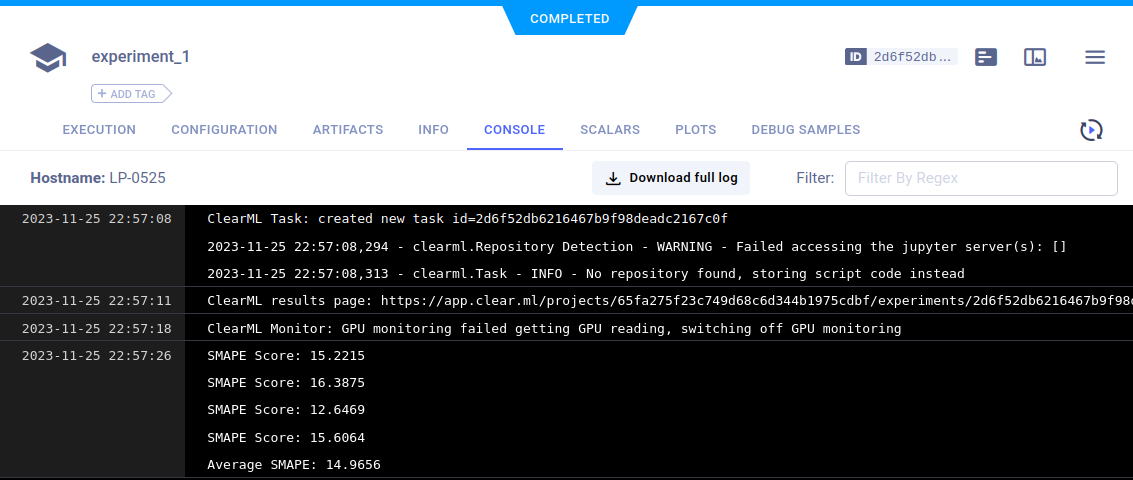 COMPLETED
experiment_1
ID 2d6f52db...
+ ADD TAG
EXECUTION CONFIGURATION ARTIFACTS INFO CONSOLE SCALARS PLOTS DEBUG SAMPLES
Hostname: LP-0525 Download full log Filter: Filter By Regex
2023-11-25 22:57:08 ClearML Task: created new task id=2d6f52db6216467b9f98deadc2167c0f
2023-11-25 22:57:08,294 - clearml.Repository Detection - WARNING - Failed accessing the jupyter server(s): []
2023-11-25 22:57:08,313 - clearml.Task - INFO - No repository found, storing script code instead
2023-11-25 22:57:11 ClearML results page: https://app.clear.ml/projects/65fa275f23c749d68c6d344b1975cdbf/experiments/2d6f52db6216467b9f98
2023-11-25 22:57:18 ClearML Monitor: GPU monitoring failed getting GPU reading, switching off GPU monitoring
2023-11-25 22:57:26 SMAPE Score: 15.2215
SMAPE Score: 16.3875
SMAPE Score: 12.6469
SMAPE Score: 15.6064
Average SMAPE: 14.9656